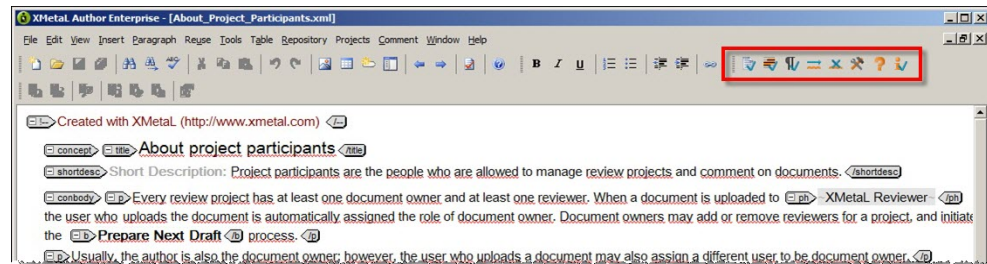 XMetaL Author Enterprise - [About_Project_Participants.xml]
File Edit View Insert Paragraph Reuse Tools Table Repository Projects Comment Window Help
B I U
!-- Created with XMetaL (http://www.xmetal.com) /--
concept title About project participants /title
shortdesc Short Description: Project participants are the people who are allowed to manage review projects and comment on documents. /shortdesc
conbody p Every review project has at least one document owner and at least one reviewer. When a document is uploaded to ph XMetaL Reviewer /ph
the user who uploads the document is automatically assigned the role of document owner. Document owners may add or remove reviewers for a project, and initiate
the b Prepare Next Draft /b process. /p
p Usually, the author is also the document owner; however, the user who uploads a document may also assign a different user to be document owner. /p